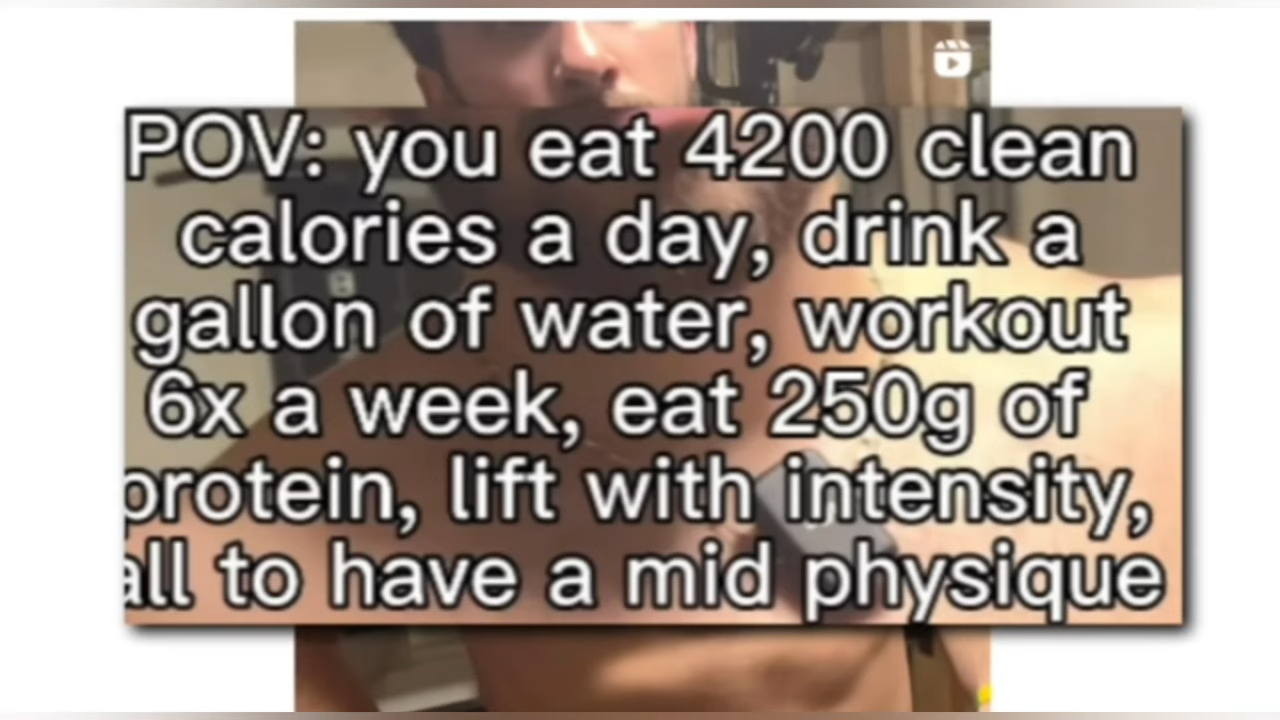 POV: you eat 4200 clean
calories a day, drink a
gallon of water, workout
6x a week, eat 250g of
protein, lift with intensity,
all to have a mid physique